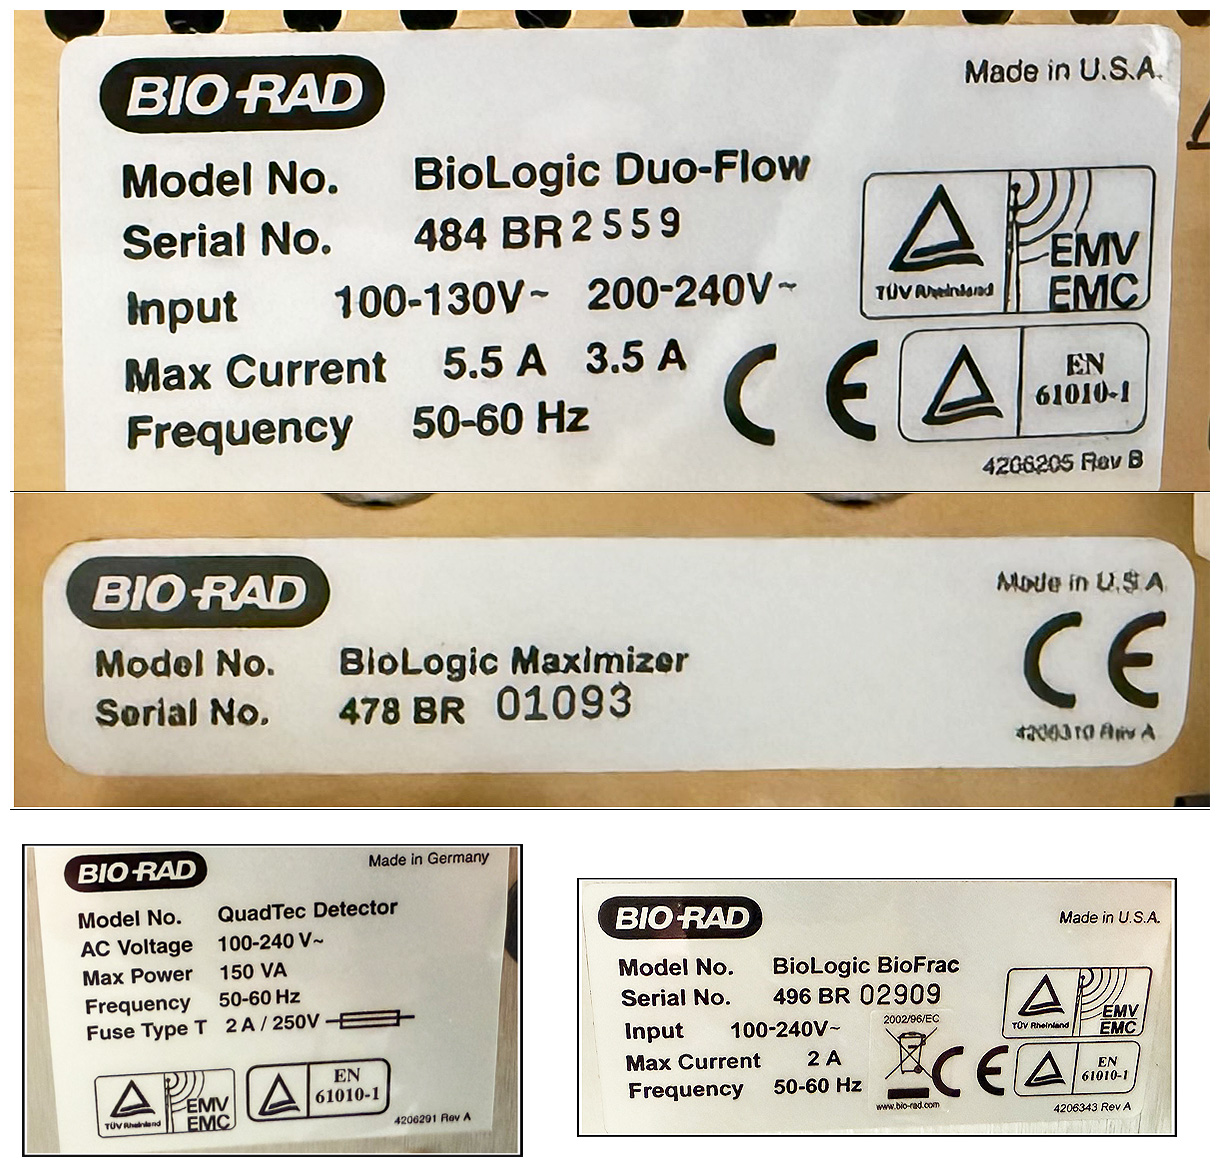 BIO-RAD
Made in U.S.A.
Model No. BioLogic Duo-Flow
Serial No. 484 BR 2559
Input 100-130V~ 200-240V~
Max Current 5.5 A 3.5 A
Frequency 50-60 Hz
TÜV Rheinland
EMV
EMC
CE
EN
61010-1
4206205 Rev B
BIO-RAD
Made in U.S.A.
Model No. BioLogic Maximizer
Serial No. 478 BR 01093
CE
4206310 Rev A
BIO-RAD
Made in Germany
Model No. QuadTec Detector
AC Voltage 100-240 V~
Max Power 150 VA
Frequency 50-60 Hz
Fuse Type T 2 A / 250V
TÜV Rheinland
EMV
EMC
EN
61010-1
4206291 Rev A
BIO-RAD
Made in U.S.A.
Model No. BioLogic BioFrac
Serial No. 496 BR 02909
Input 100-240V~
Max Current 2 A
Frequency 50-60 Hz
2002/96/EC
www.bio-rad.com
CE
TÜV Rheinland
EMV
EMC
EN
61010-1
4206343 Rev A